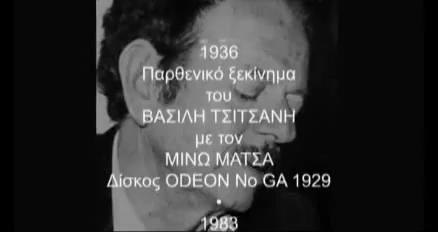 1936
Παρθενικό ξεκίνημα
του
ΒΑΣΙΛΗ ΤΣΙΤΣΑΝΗ
με τον
ΜΙΝΩ ΜΑΤΣΑ
Δίσκος ODEON No GA 1929
•
1983